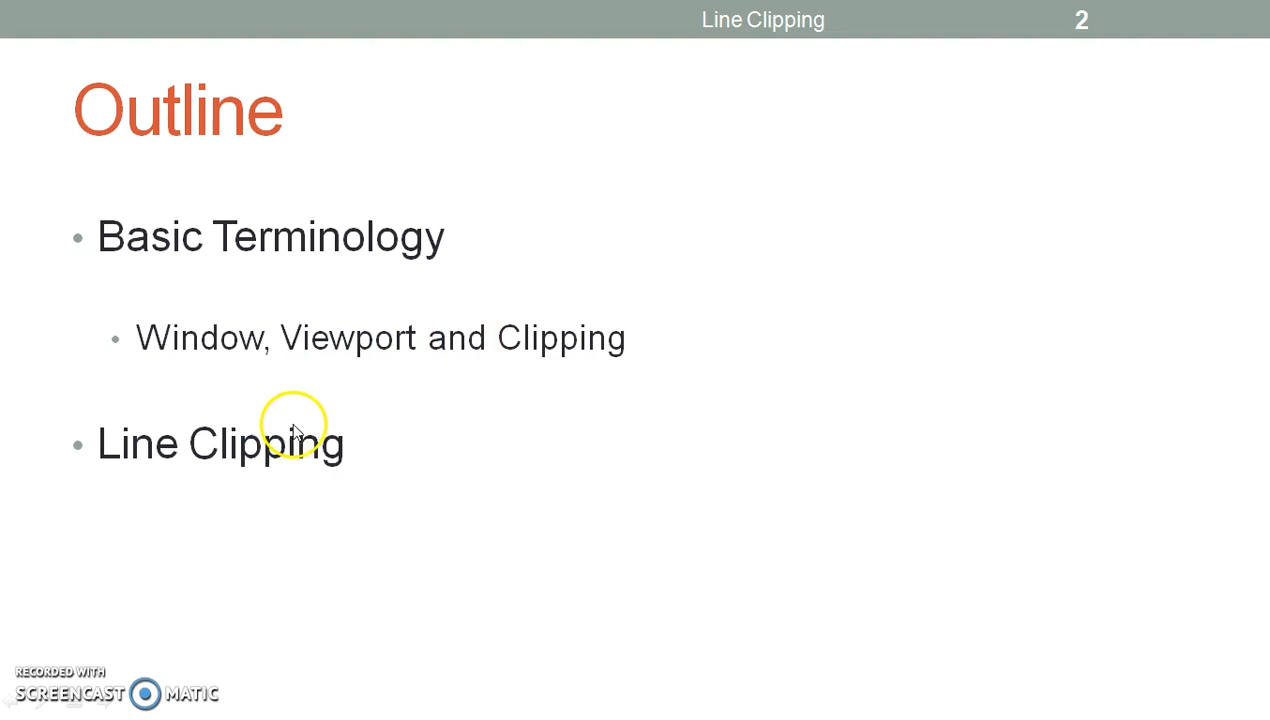 Line Clipping 2
Outline
• Basic Terminology
• Window, Viewport and Clipping
• Line Clipping
RECORDED WITH
SCREENCAST MATIC